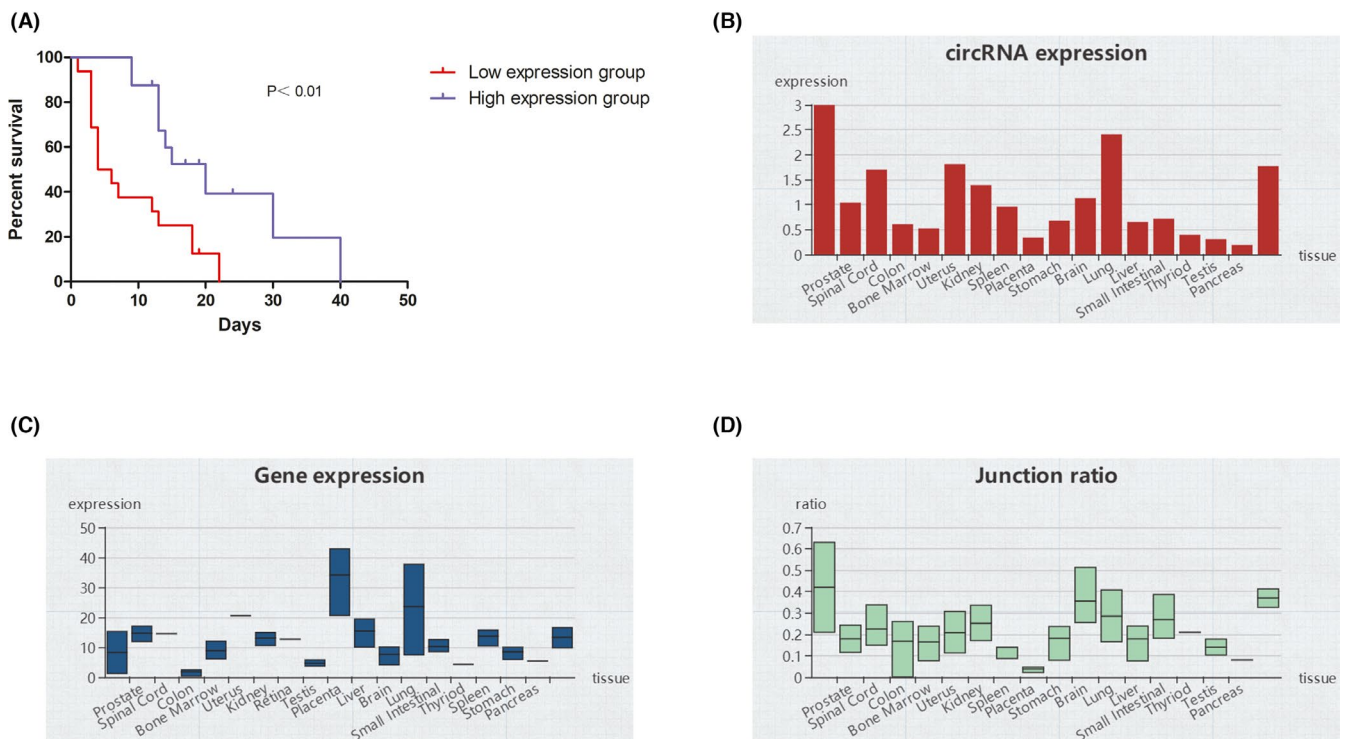 (A)
100
80
60
40
20
0
Percent survival
P< 0.01
Low expression group
High expression group
0 10 20 30 40 50
Days
(B)
circRNA expression
expression
3
2.5
2
1.5
1
0.5
0
tissue
Prostate Spinal Cord Colon Bone Marrow Uterus Kidney Spleen Placenta Stomach Brain Lung Liver Small Intestinal Thyriod Testis Pancreas
(C)
Gene expression
expression
50
40
30
20
10
0
tissue
Prostate Spinal Cord Colon Bone Marrow Uterus Kidney Retina Testis Placenta Liver Brain Lung Small Intestinal Thyriod Spleen Stomach Pancreas
(D)
Junction ratio
ratio
0.7
0.6
0.5
0.4
0.3
0.2
0.1
0
tissue
Prostate Spinal Cord Colon Bone Marrow Uterus Kidney Spleen Placenta Stomach Brain Lung Liver Small Intestinal Thyriod Testis Pancreas